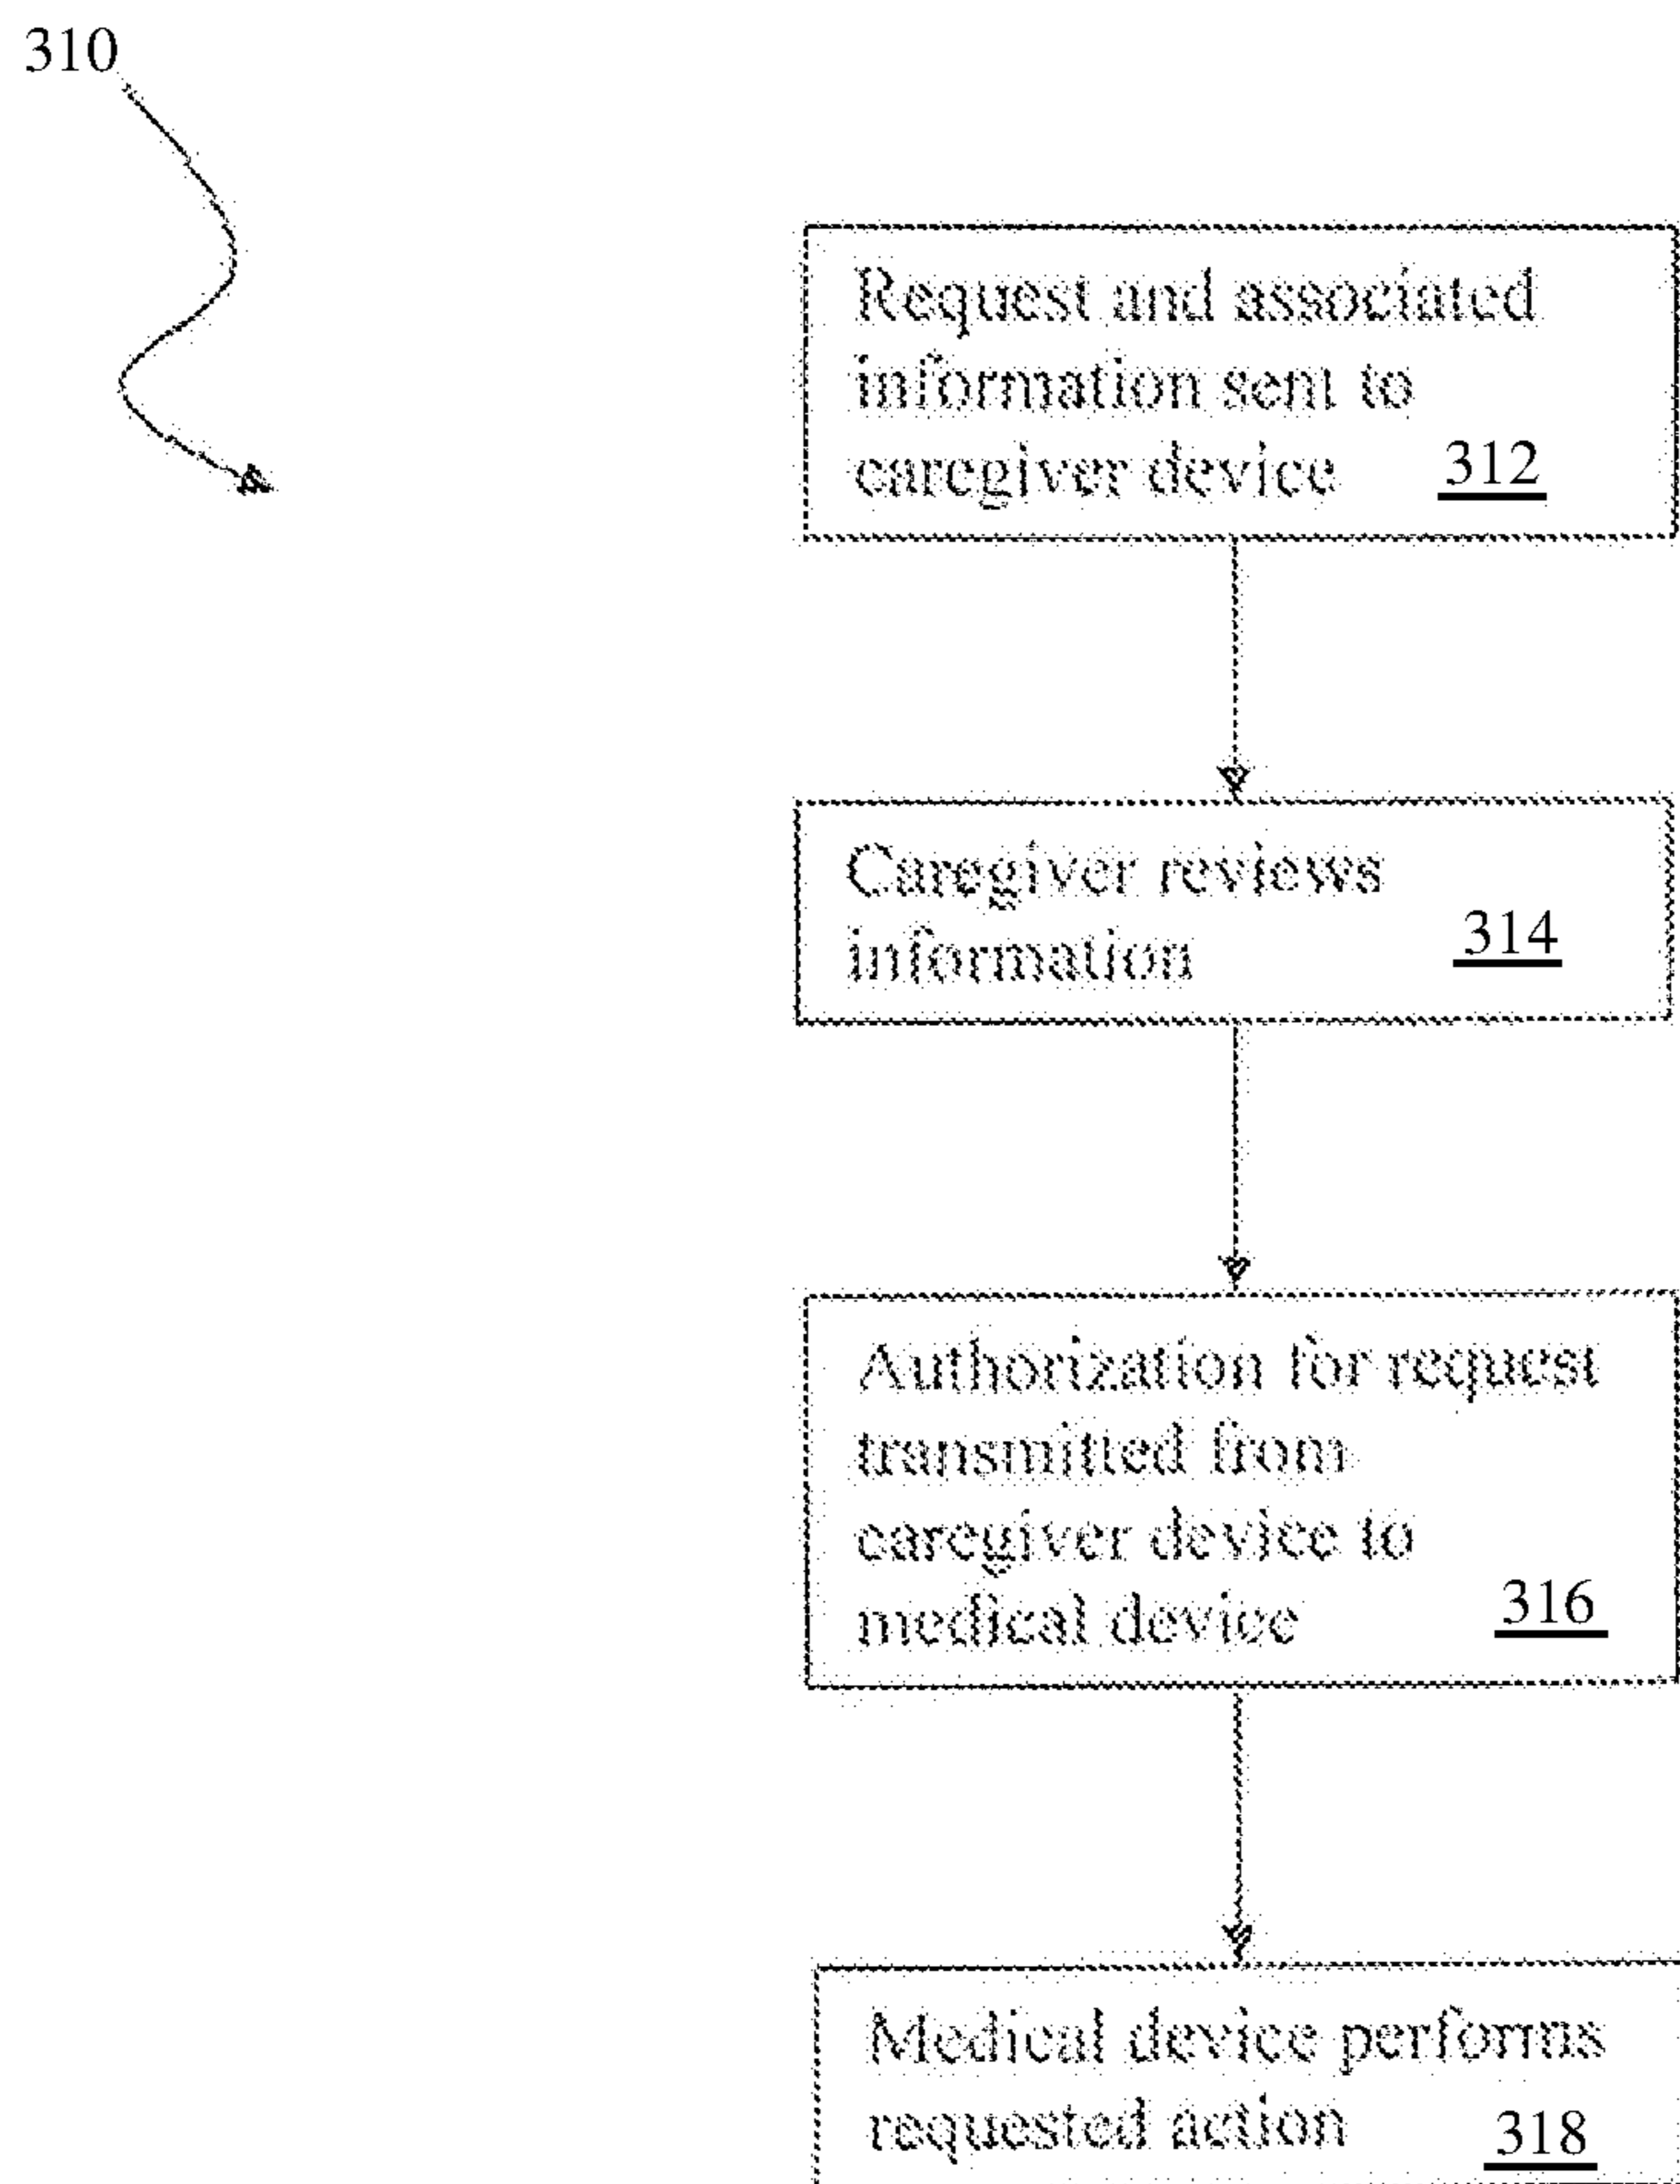 310
Request and associated
information sent to
caregiver device 312
Caregiver reviews
information 314
Authorization for request
transmitted from
caregiver device to
medical device 316
Medical device performs
requested action 318